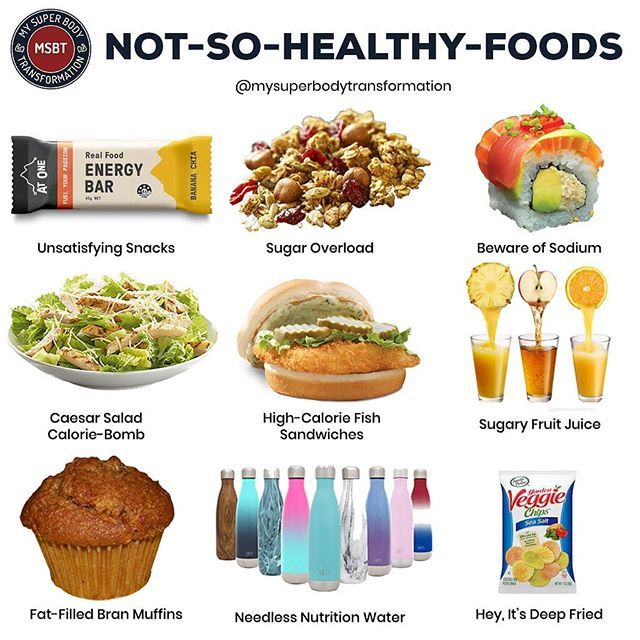 MY SUPER BODY
MSBT
TRANSFORMATION
NOT-SO-HEALTHY-FOODS
@mysuperbodytransformation
AT ONE
FUEL YOUR PASSION
Real Food
ENERGY
BAR
45g NET
BANANA CHIA
Unsatisfying Snacks
Sugar Overload
Beware of Sodium
Caesar Salad
Calorie-Bomb
High-Calorie Fish
Sandwiches
Sugary Fruit Juice
Garden
Veggie
Chips
Sea Salt
Fat-Filled Bran Muffins
Needless Nutrition Water
Hey, It's Deep Fried